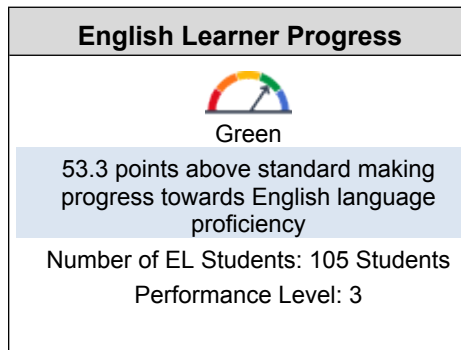 English Learner Progress
Green
53.3 points above standard making
progress towards English language
proficiency
Number of EL Students: 105 Students
Performance Level: 3